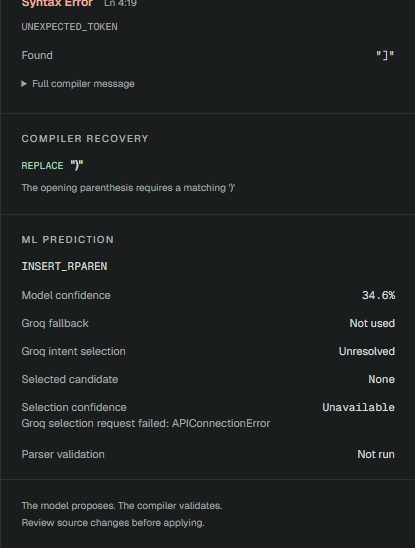 Syntax Error Ln 4:19
UNEXPECTED_TOKEN
Found "]"
▶ Full compiler message
COMPILER RECOVERY
REPLACE ")"
The opening parenthesis requires a matching ')'
ML PREDICTION
INSERT_RPAREN
Model confidence 34.6%
Groq fallback Not used
Groq intent selection Unresolved
Selected candidate None
Selection confidence Unavailable
Groq selection request failed: APIConnectionError
Parser validation Not run
The model proposes. The compiler validates.
Review source changes before applying.